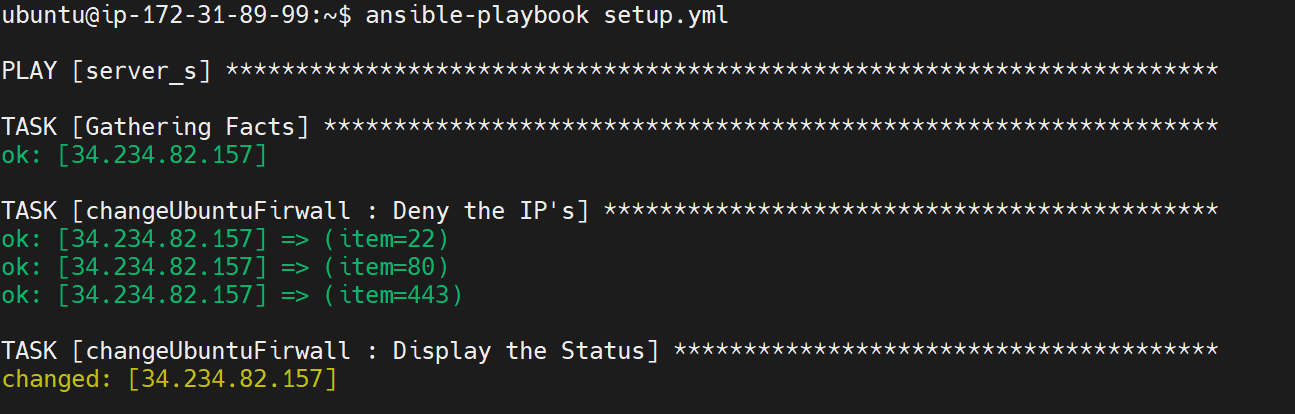 ubuntu@ip-172-31-89-99:~$ ansible-playbook setup.yml
PLAY [server_s] ***********************************************************************
TASK [Gathering Facts] ****************************************************************
ok: [34.234.82.157]
TASK [changeUbuntuFirwall : Deny the IP's] ********************************************
ok: [34.234.82.157] => (item=22)
ok: [34.234.82.157] => (item=80)
ok: [34.234.82.157] => (item=443)
TASK [changeUbuntuFirwall : Display the Status] ***************************************
changed: [34.234.82.157]